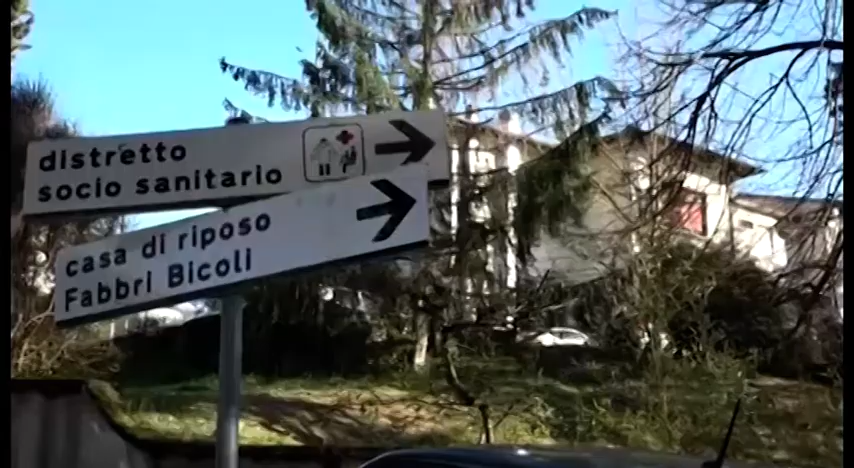 distretto
socio sanitario
casa di riposo
Fabbri Bicoli